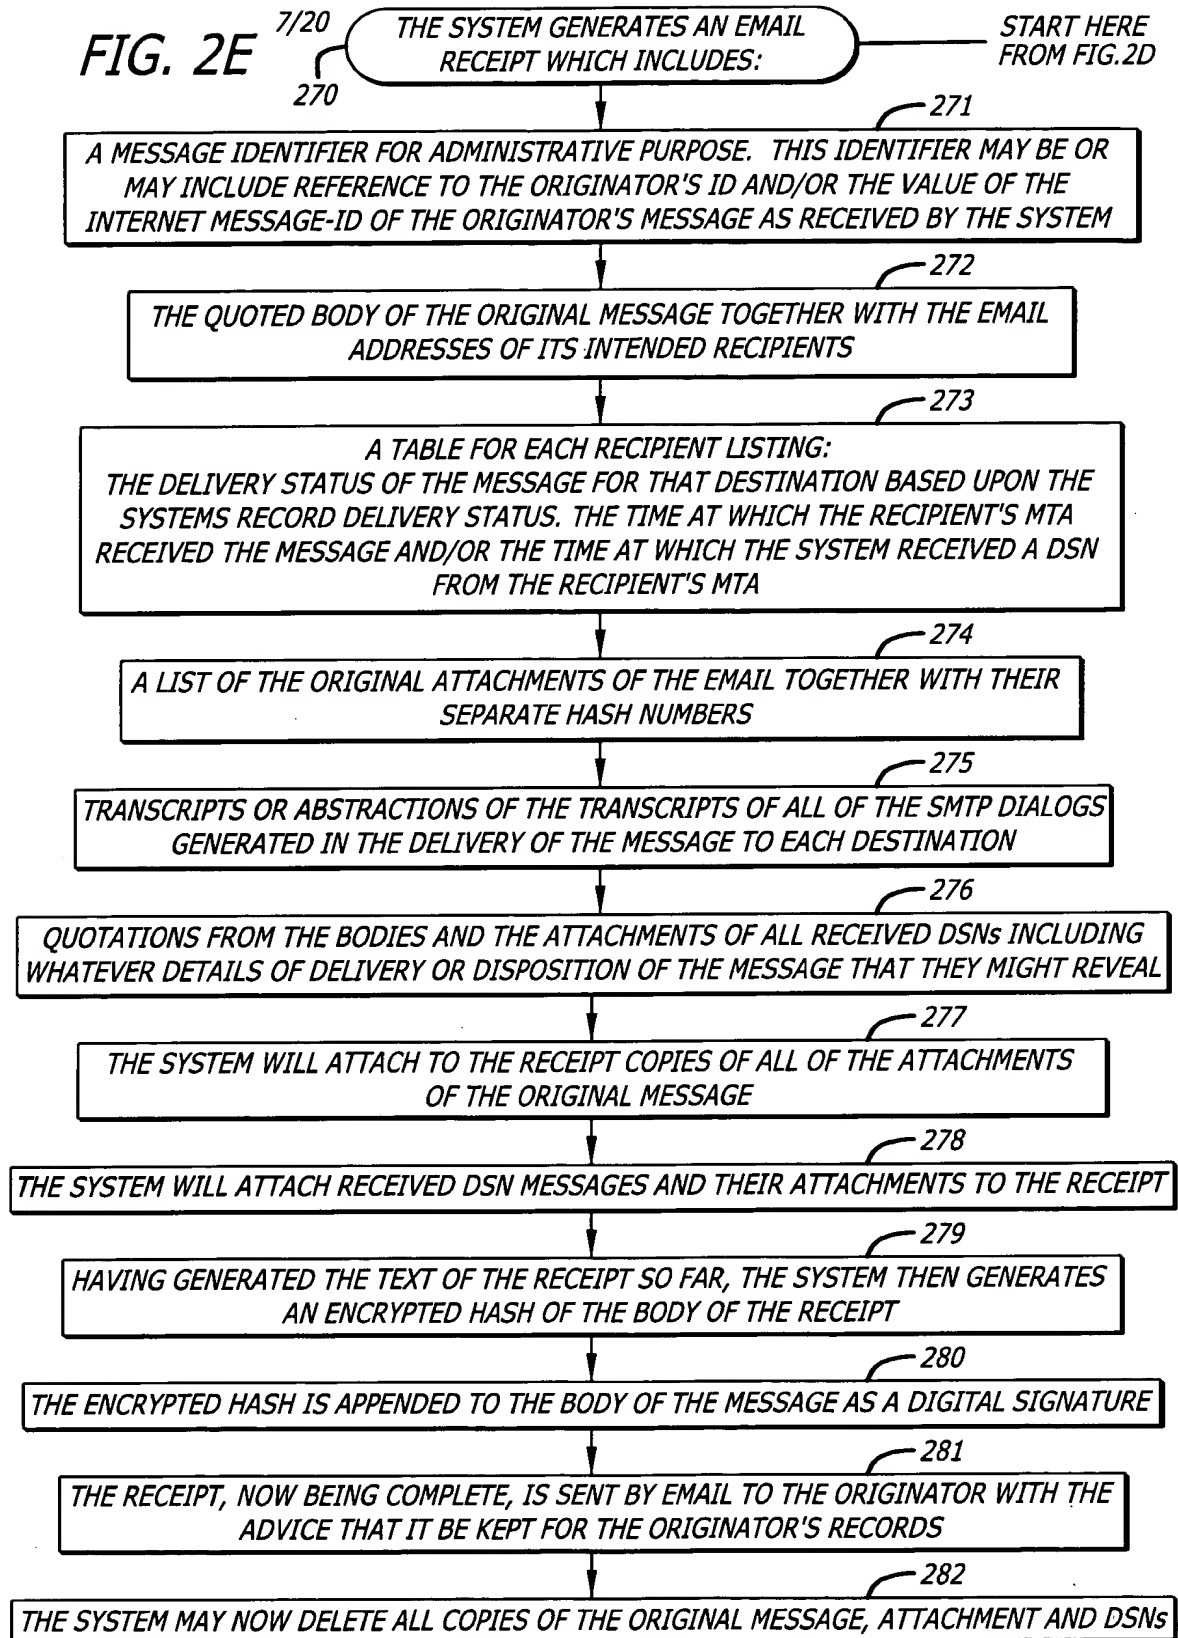 FIG. 2E
7/20
270
THE SYSTEM GENERATES AN EMAIL
RECEIPT WHICH INCLUDES:
START HERE
FROM FIG.2D
271
A MESSAGE IDENTIFIER FOR ADMINISTRATIVE PURPOSE. THIS IDENTIFIER MAY BE OR
MAY INCLUDE REFERENCE TO THE ORIGINATOR'S ID AND/OR THE VALUE OF THE
INTERNET MESSAGE-ID OF THE ORIGINATOR'S MESSAGE AS RECEIVED BY THE SYSTEM
272
THE QUOTED BODY OF THE ORIGINAL MESSAGE TOGETHER WITH THE EMAIL
ADDRESSES OF ITS INTENDED RECIPIENTS
273
A TABLE FOR EACH RECIPIENT LISTING:
THE DELIVERY STATUS OF THE MESSAGE FOR THAT DESTINATION BASED UPON THE
SYSTEMS RECORD DELIVERY STATUS. THE TIME AT WHICH THE RECIPIENT'S MTA
RECEIVED THE MESSAGE AND/OR THE TIME AT WHICH THE SYSTEM RECEIVED A DSN
FROM THE RECIPIENT'S MTA
274
A LIST OF THE ORIGINAL ATTACHMENTS OF THE EMAIL TOGETHER WITH THEIR
SEPARATE HASH NUMBERS
275
TRANSCRIPTS OR ABSTRACTIONS OF THE TRANSCRIPTS OF ALL OF THE SMTP DIALOGS
GENERATED IN THE DELIVERY OF THE MESSAGE TO EACH DESTINATION
276
QUOTATIONS FROM THE BODIES AND THE ATTACHMENTS OF ALL RECEIVED DSNs INCLUDING
WHATEVER DETAILS OF DELIVERY OR DISPOSITION OF THE MESSAGE THAT THEY MIGHT REVEAL
277
THE SYSTEM WILL ATTACH TO THE RECEIPT COPIES OF ALL OF THE ATTACHMENTS
OF THE ORIGINAL MESSAGE
278
THE SYSTEM WILL ATTACH RECEIVED DSN MESSAGES AND THEIR ATTACHMENTS TO THE RECEIPT
279
HAVING GENERATED THE TEXT OF THE RECEIPT SO FAR, THE SYSTEM THEN GENERATES
AN ENCRYPTED HASH OF THE BODY OF THE RECEIPT
280
THE ENCRYPTED HASH IS APPENDED TO THE BODY OF THE MESSAGE AS A DIGITAL SIGNATURE
281
THE RECEIPT, NOW BEING COMPLETE, IS SENT BY EMAIL TO THE ORIGINATOR WITH THE
ADVICE THAT IT BE KEPT FOR THE ORIGINATOR'S RECORDS
282
THE SYSTEM MAY NOW DELETE ALL COPIES OF THE ORIGINAL MESSAGE, ATTACHMENT AND DSNs